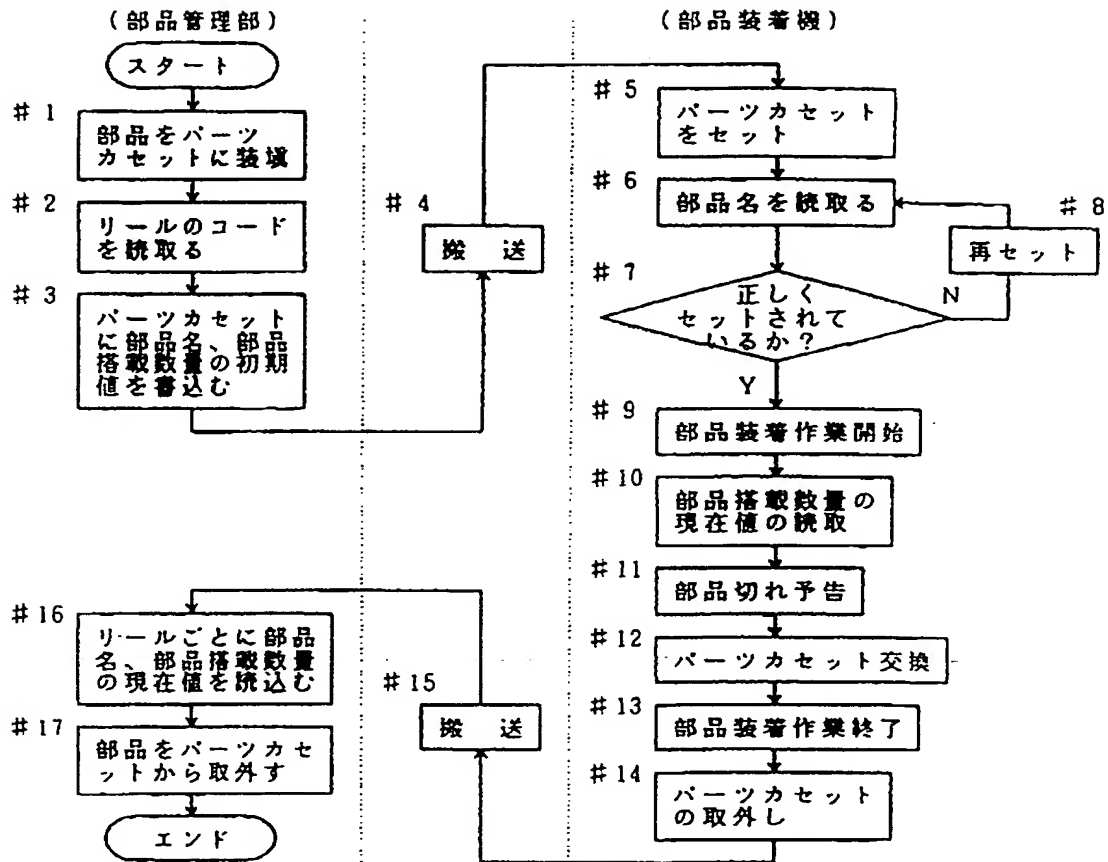 (部品管理部)
スタート
#1
部品をパーツ
カセットに装填
#2
リールのコード
を読取る
#3
パーツカセット
に部品名、部品
搭載数量の初期
値を書込む
#4
搬送
(部品装着機)
#5
パーツカセット
をセット
#6
部品名を読取る
#7
正しく
セットされて
いるか?
N
#8
再セット
Y
#9
部品装着作業開始
#10
部品搭載数量の
現在値の読取
#11
部品切れ予告
#12
パーツカセット交換
#13
部品装着作業終了
#14
パーツカセット
の取外し
#15
搬送
#16
リールごとに部品
名、部品搭載数量
の現在値を読込む
#17
部品をパーツカセ
ットから取外す
エンド